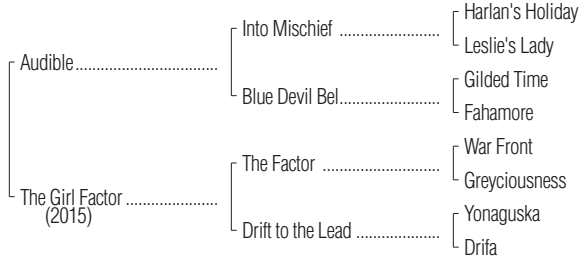 Harlan's Holiday
Into Mischief ....................
Leslie's Lady
Audible................................
Gilded Time
Blue Devil Bel.....................
Fahamore
War Front
The Factor ........................
Greyciousness
The Girl Factor .....................
(2015)
Yonaguska
Drift to the Lead .................
Drifa